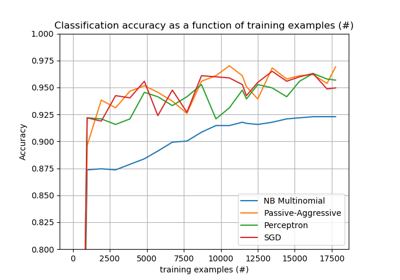 Classification accuracy as a function of training examples (#)
1.000
0.975
0.950
0.925
0.900
0.875
0.850
0.825
0.800
Accuracy
NB Multinomial
Passive-Aggressive
Perceptron
SGD
0 2500 5000 7500 10000 12500 15000 17500
training examples (#)